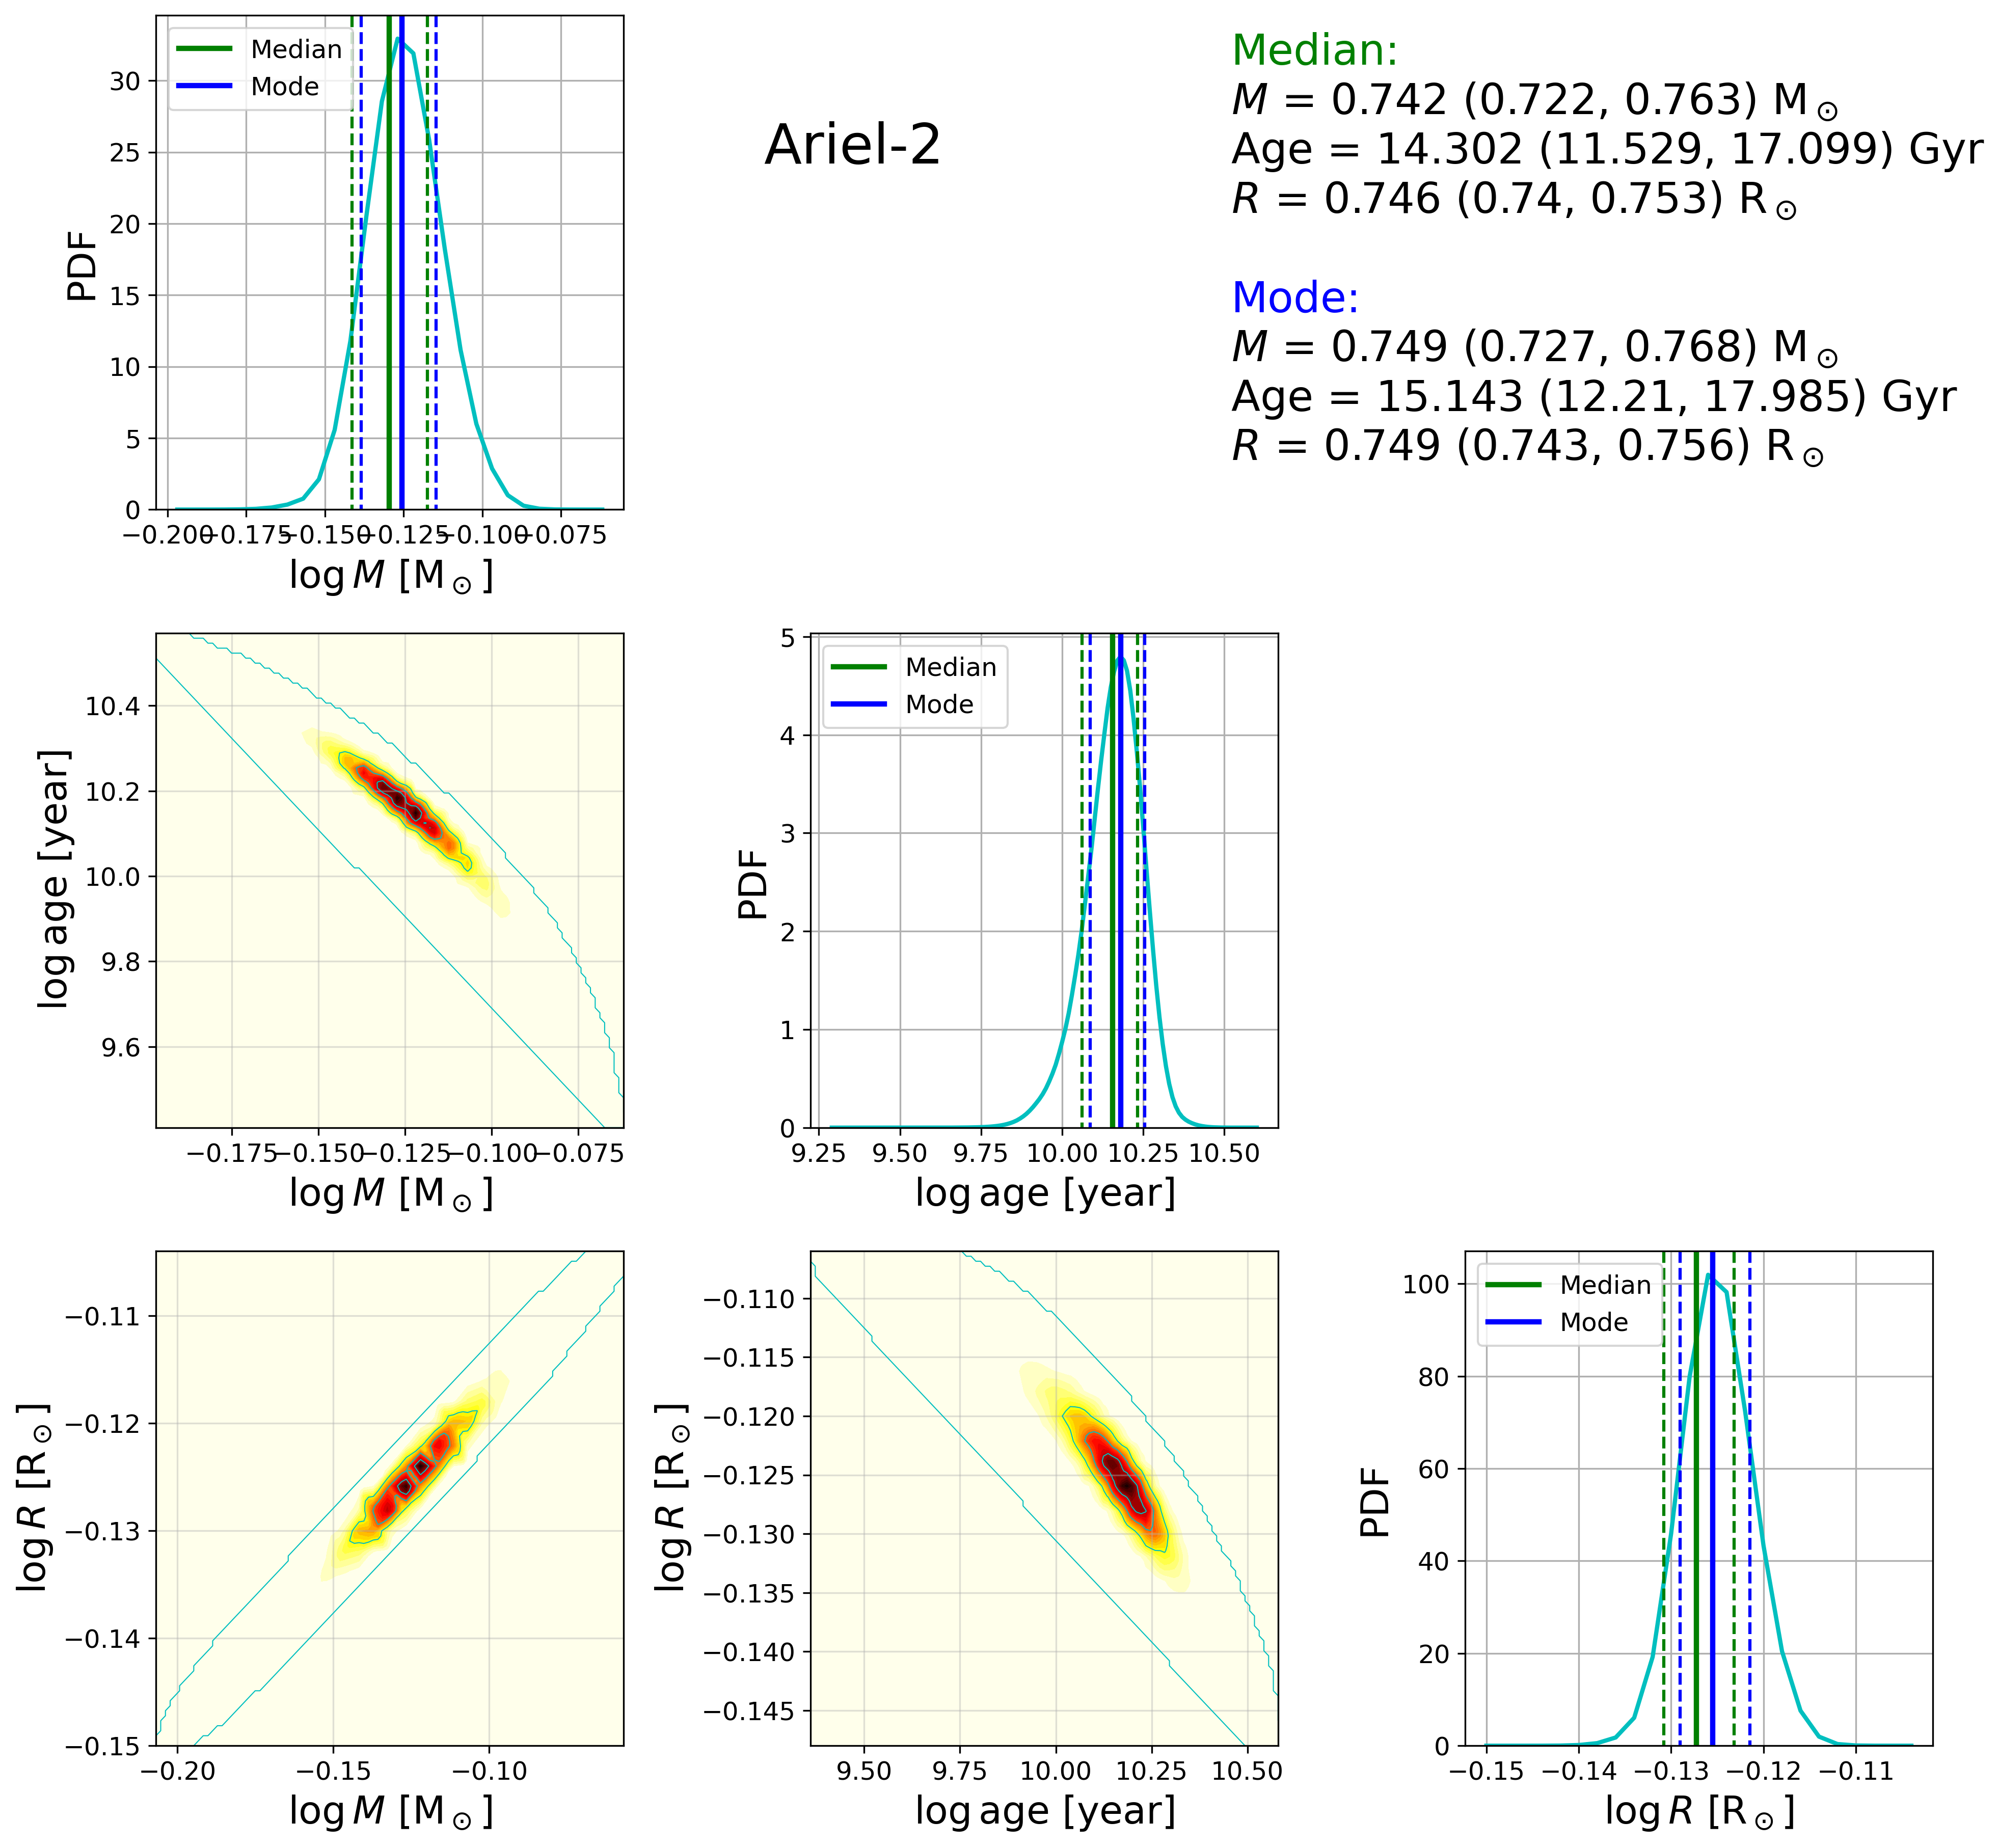 Median
Mode
30
25
20
15
10
5
0
PDF
−0.200 −0.175 −0.150 −0.125 −0.100 −0.075
log M [M⊙]
Ariel-2
Median:
M = 0.742 (0.722, 0.763) M⊙
Age = 14.302 (11.529, 17.099) Gyr
R = 0.746 (0.74, 0.753) R⊙
Mode:
M = 0.749 (0.727, 0.768) M⊙
Age = 15.143 (12.21, 17.985) Gyr
R = 0.749 (0.743, 0.756) R⊙
10.4
10.2
10.0
9.8
9.6
log age [year]
−0.175 −0.150 −0.125 −0.100 −0.075
log M [M⊙]
Median
Mode
5
4
3
2
1
0
PDF
9.25 9.50 9.75 10.00 10.25 10.50
log age [year]
−0.11
−0.12
−0.13
−0.14
−0.15
log R [R⊙]
−0.20 −0.15 −0.10
log M [M⊙]
−0.110
−0.115
−0.120
−0.125
−0.130
−0.135
−0.140
−0.145
log R [R⊙]
9.50 9.75 10.00 10.25 10.50
log age [year]
Median
Mode
100
80
60
40
20
0
PDF
−0.15 −0.14 −0.13 −0.12 −0.11
log R [R⊙]